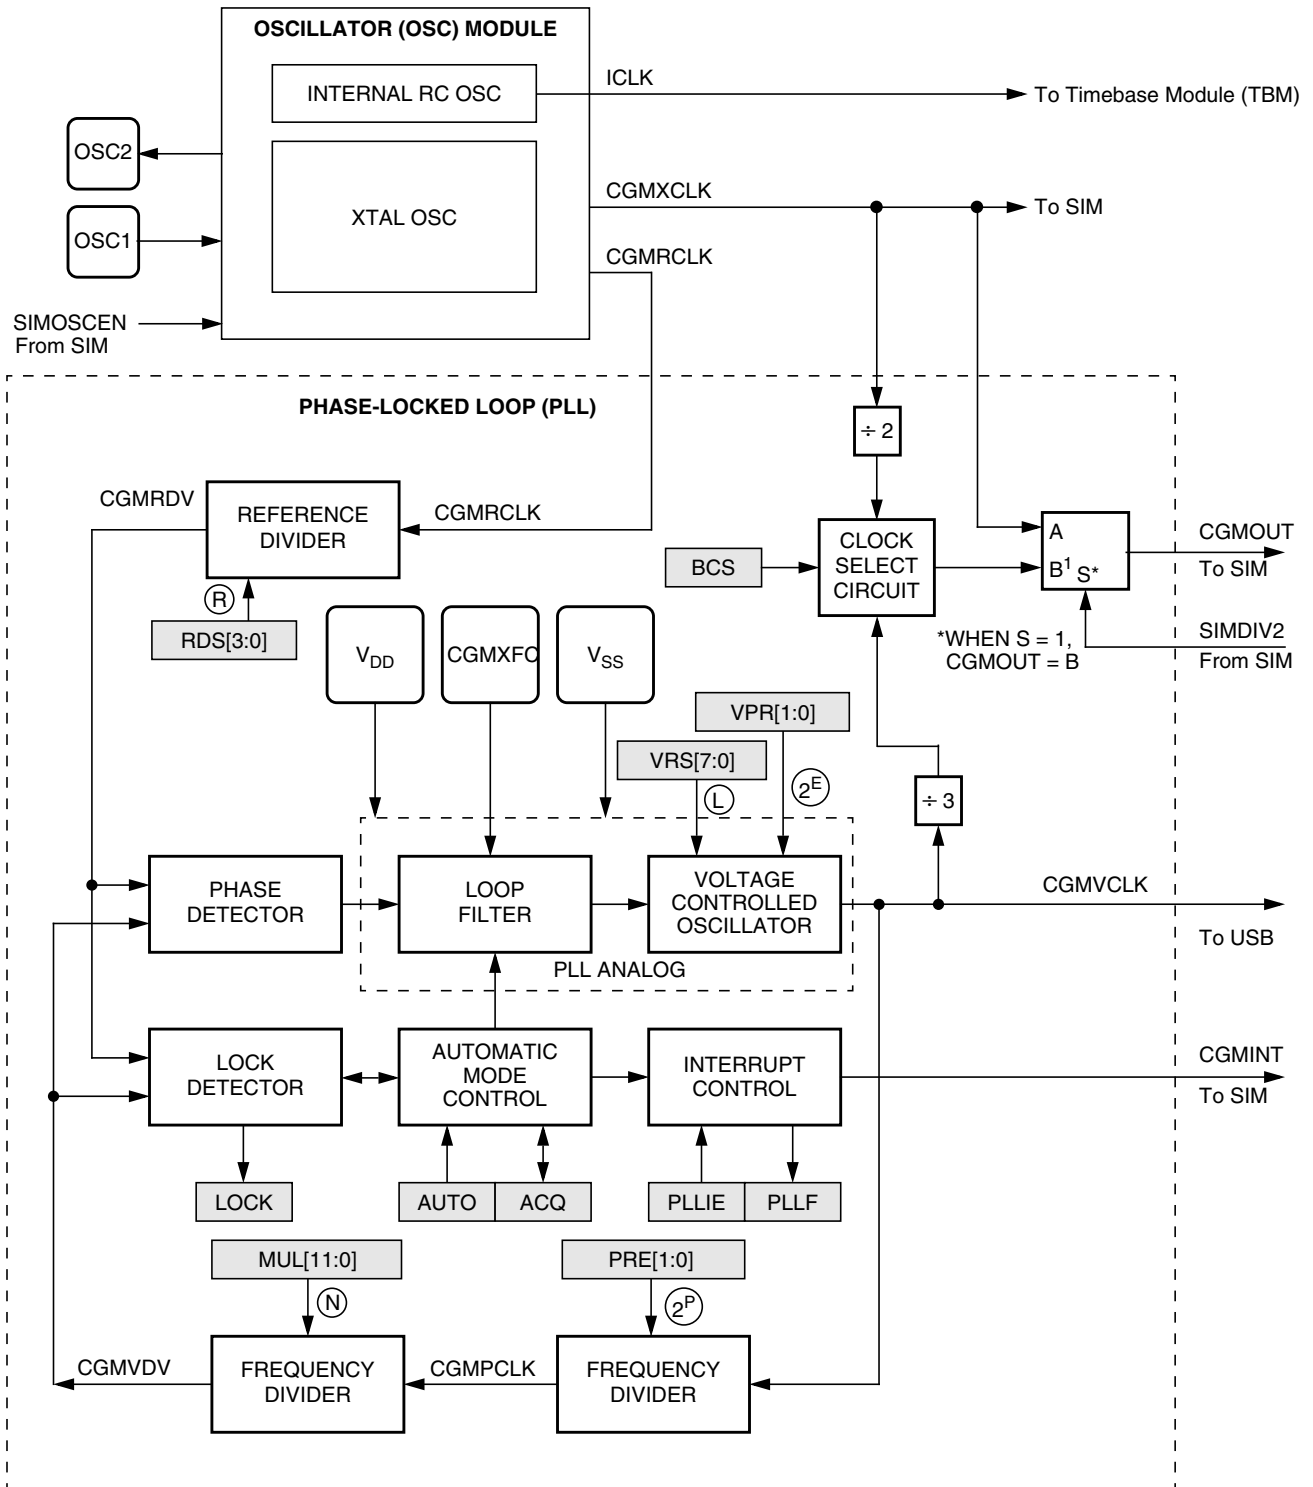 OSCILLATOR (OSC) MODULE
INTERNAL RC OSC
ICLK
To Timebase Module (TBM)
OSC2
XTAL OSC
CGMXCLK
To SIM
OSC1
CGMRCLK
SIMOSCEN
From SIM
PHASE-LOCKED LOOP (PLL)
÷ 2
CGMRDV
REFERENCE
DIVIDER
CGMRCLK
BCS
CLOCK
SELECT
CIRCUIT
A
B1 S*
CGMOUT
To SIM
R
RDS[3:0]
*WHEN S = 1,
CGMOUT = B
SIMDIV2
From SIM
VDD
CGMXFC
VSS
VPR[1:0]
VRS[7:0]
L
2E
÷ 3
PHASE
DETECTOR
LOOP
FILTER
VOLTAGE
CONTROLLED
OSCILLATOR
CGMVCLK
To USB
PLL ANALOG
LOCK
DETECTOR
AUTOMATIC
MODE
CONTROL
INTERRUPT
CONTROL
CGMINT
To SIM
LOCK
AUTO
ACQ
PLLIE
PLLF
MUL[11:0]
N
PRE[1:0]
2P
CGMVDV
FREQUENCY
DIVIDER
CGMPCLK
FREQUENCY
DIVIDER